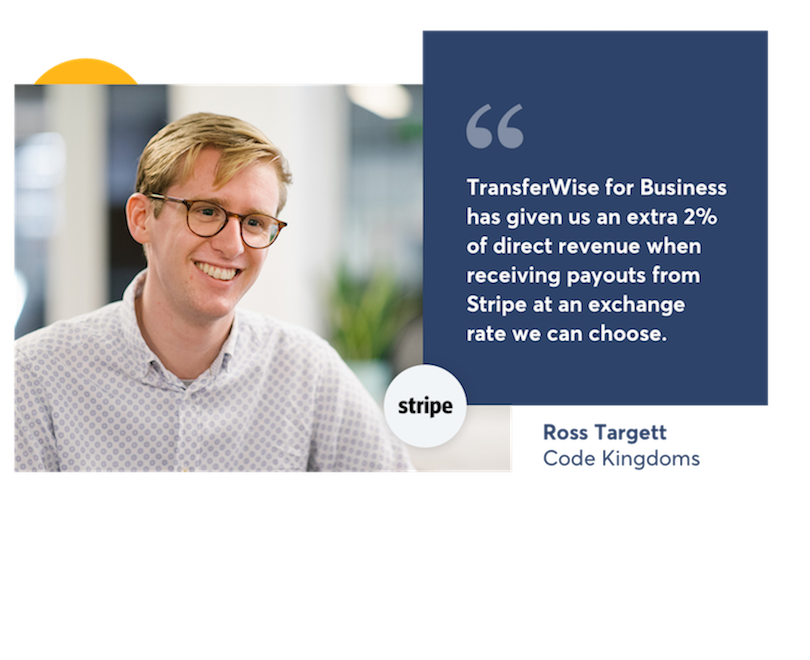 “
TransferWise for Business
has given us an extra 2%
of direct revenue when
receiving payouts from
Stripe at an exchange
rate we can choose.
stripe
Ross Targett
Code Kingdoms